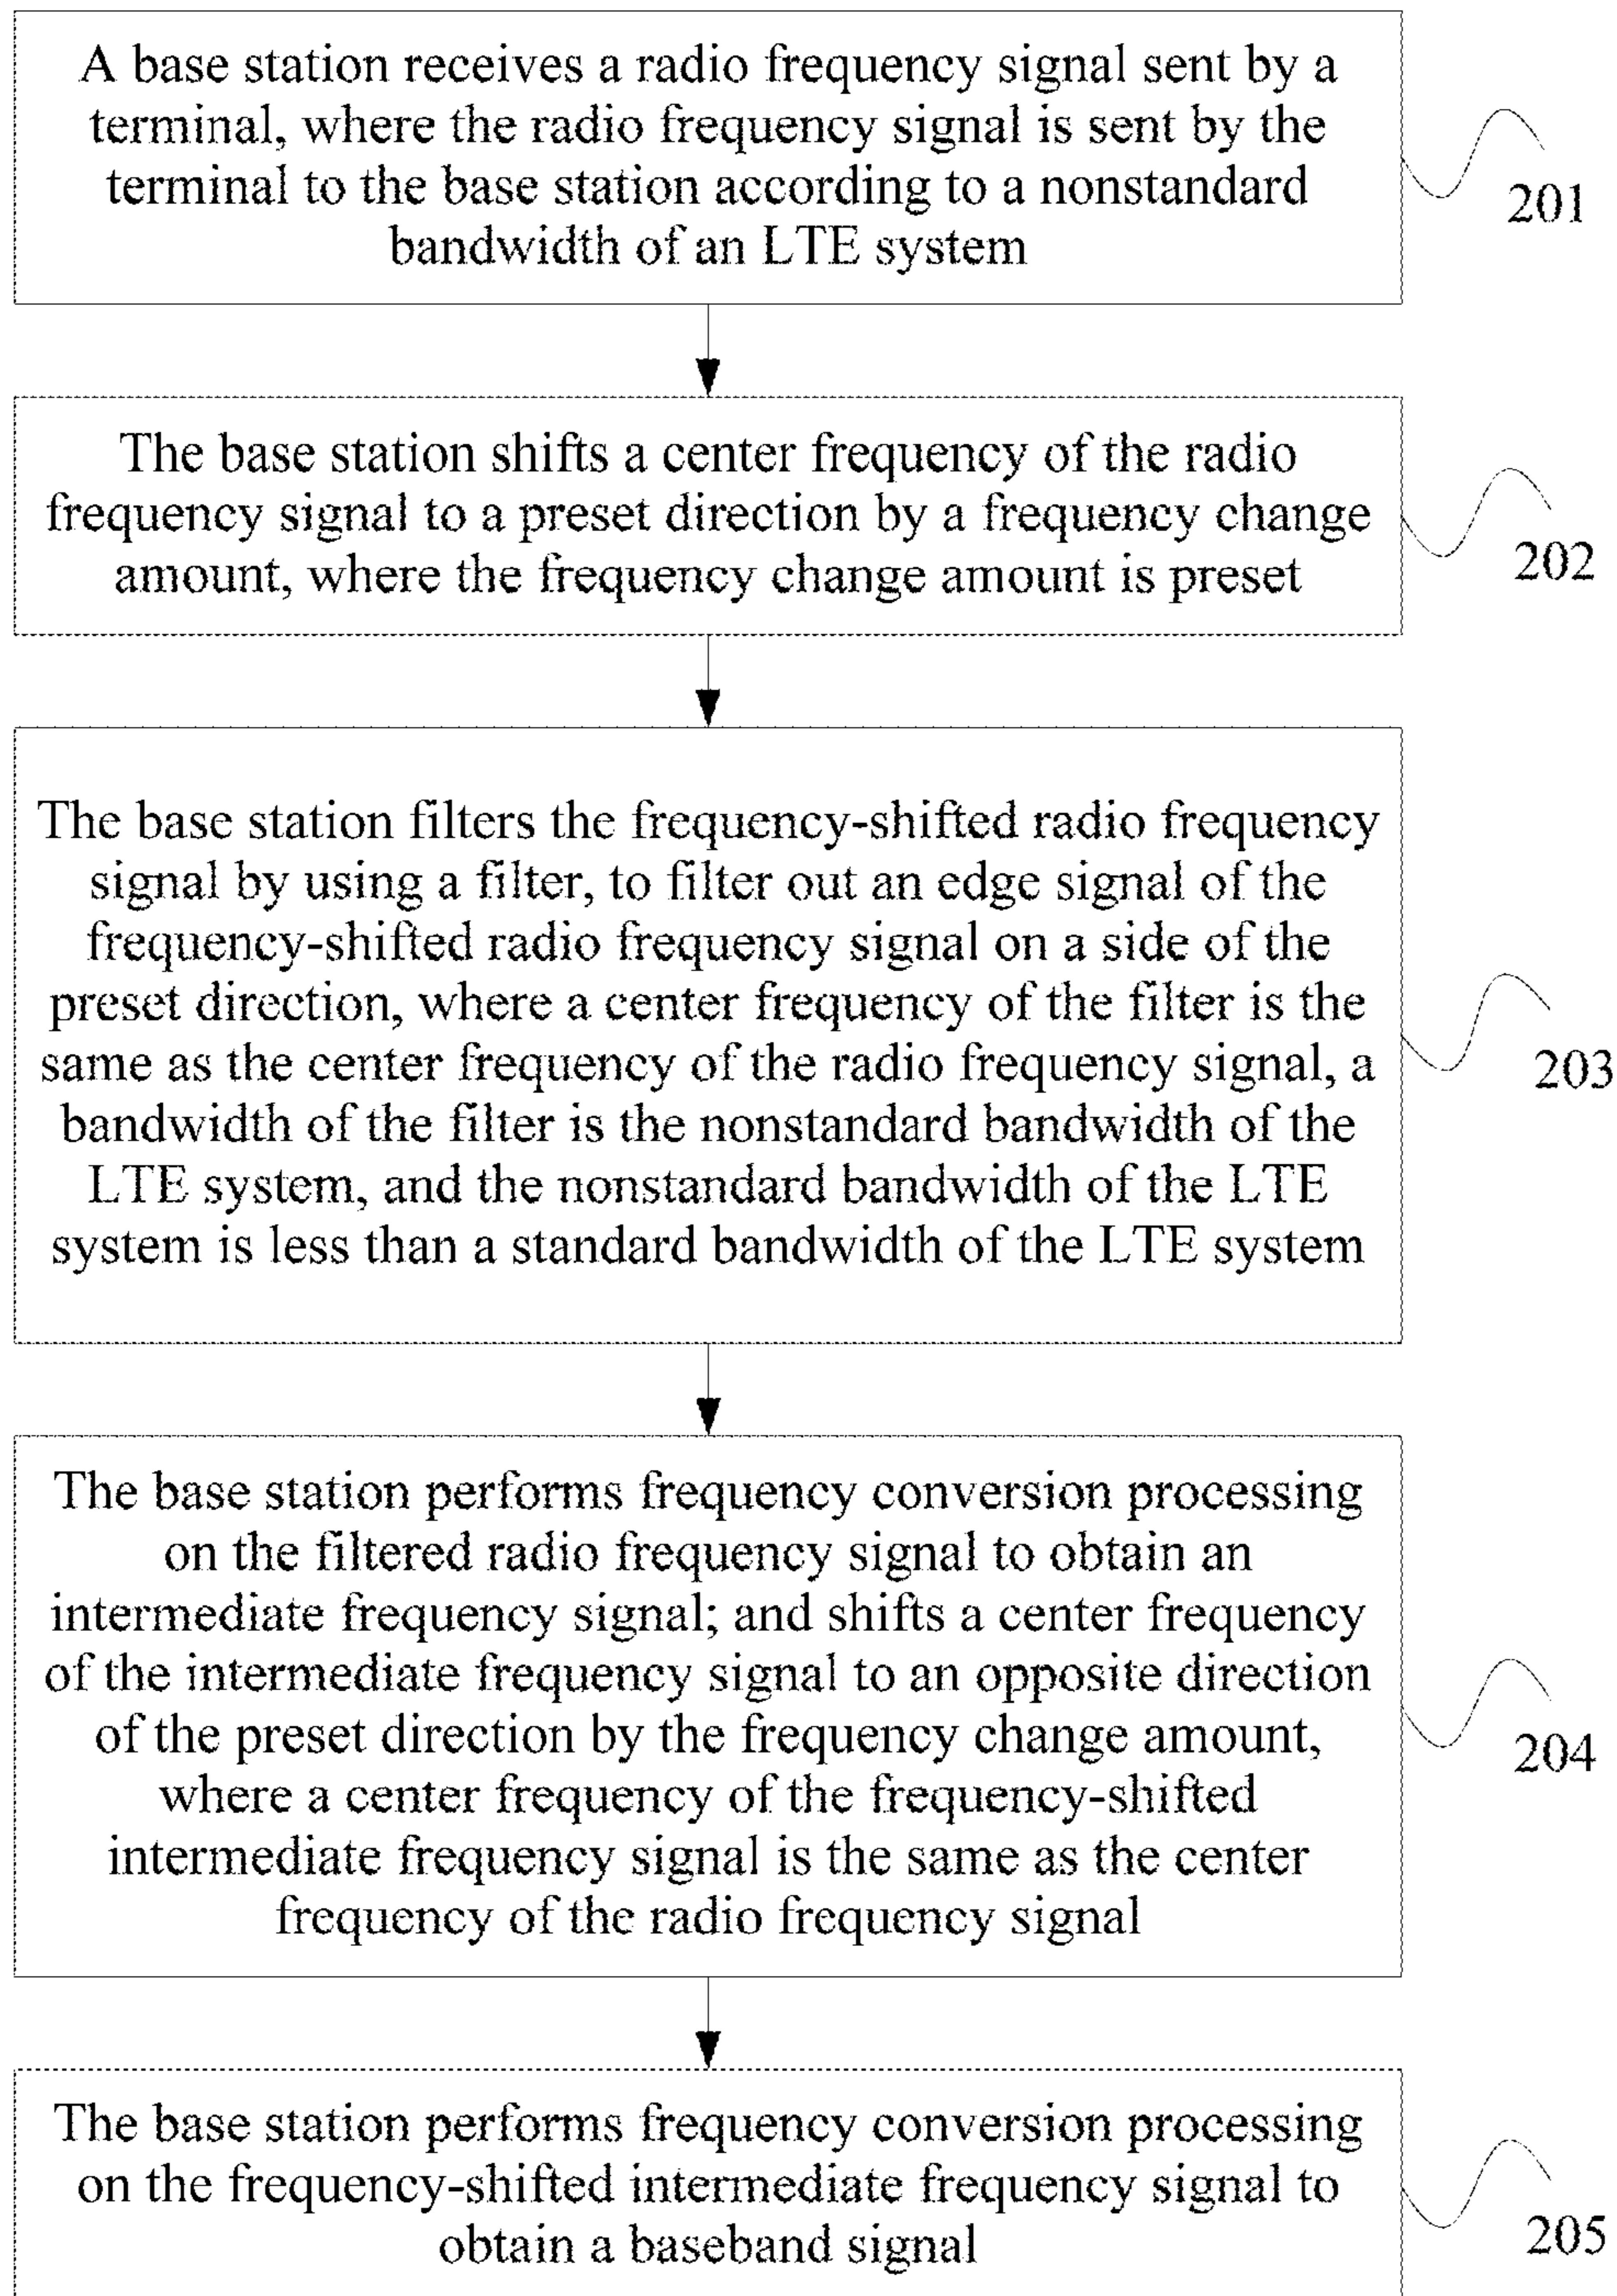 A base station receives a radio frequency signal sent by a
terminal, where the radio frequency signal is sent by the
terminal to the base station according to a nonstandard
bandwidth of an LTE system
201
The base station shifts a center frequency of the radio
frequency signal to a preset direction by a frequency change
amount, where the frequency change amount is preset
202
The base station filters the frequency-shifted radio frequency
signal by using a filter, to filter out an edge signal of the
frequency-shifted radio frequency signal on a side of the
preset direction, where a center frequency of the filter is the
same as the center frequency of the radio frequency signal, a
bandwidth of the filter is the nonstandard bandwidth of the
LTE system, and the nonstandard bandwidth of the LTE
system is less than a standard bandwidth of the LTE system
203
The base station performs frequency conversion processing
on the filtered radio frequency signal to obtain an
intermediate frequency signal; and shifts a center frequency
of the intermediate frequency signal to an opposite direction
of the preset direction by the frequency change amount,
where a center frequency of the frequency-shifted
intermediate frequency signal is the same as the center
frequency of the radio frequency signal
204
The base station performs frequency conversion processing
on the frequency-shifted intermediate frequency signal to
obtain a baseband signal
205